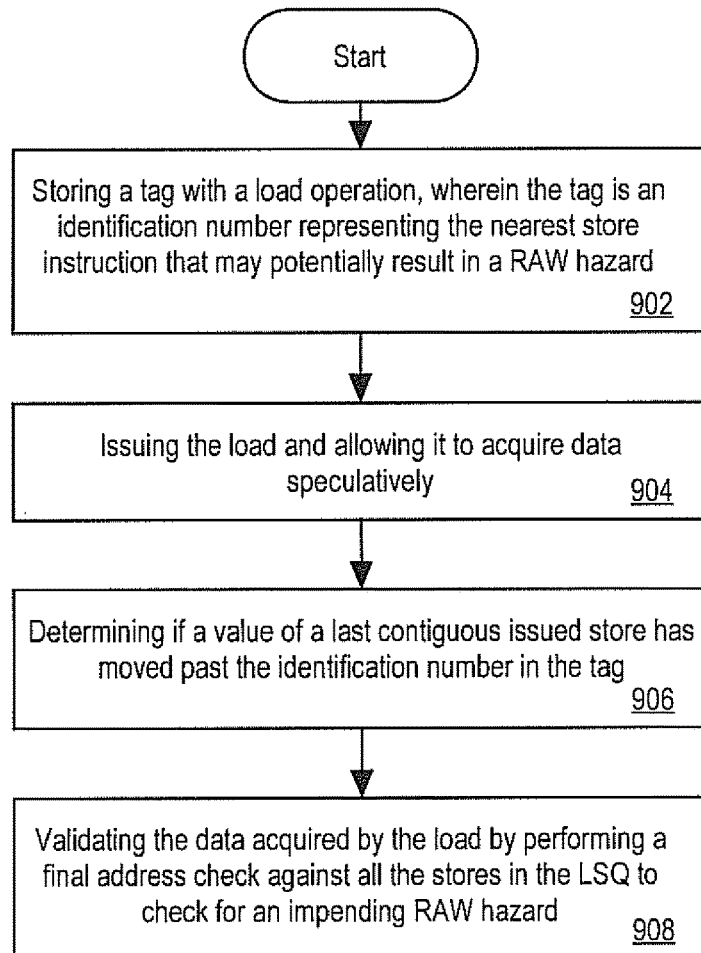 Start
Storing a tag with a load operation, wherein the tag is an
identification number representing the nearest store
instruction that may potentially result in a RAW hazard
902
Issuing the load and allowing it to acquire data
speculatively
904
Determining if a value of a last contiguous issued store has
moved past the identification number in the tag
906
Validating the data acquired by the load by performing a
final address check against all the stores in the LSQ to
check for an impending RAW hazard
908